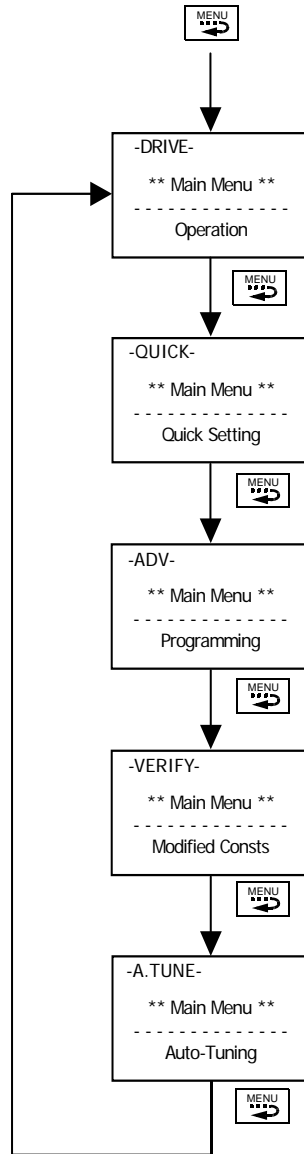 MENU
-DRIVE-
** Main Menu **
- - - - - - - - - - - - - -
Operation
MENU
-QUICK-
** Main Menu **
- - - - - - - - - - - - - -
Quick Setting
MENU
-ADV-
** Main Menu **
- - - - - - - - - - - - - -
Programming
MENU
-VERIFY-
** Main Menu **
- - - - - - - - - - - - - -
Modified Consts
MENU
-A.TUNE-
** Main Menu **
- - - - - - - - - - - - - -
Auto-Tuning
MENU